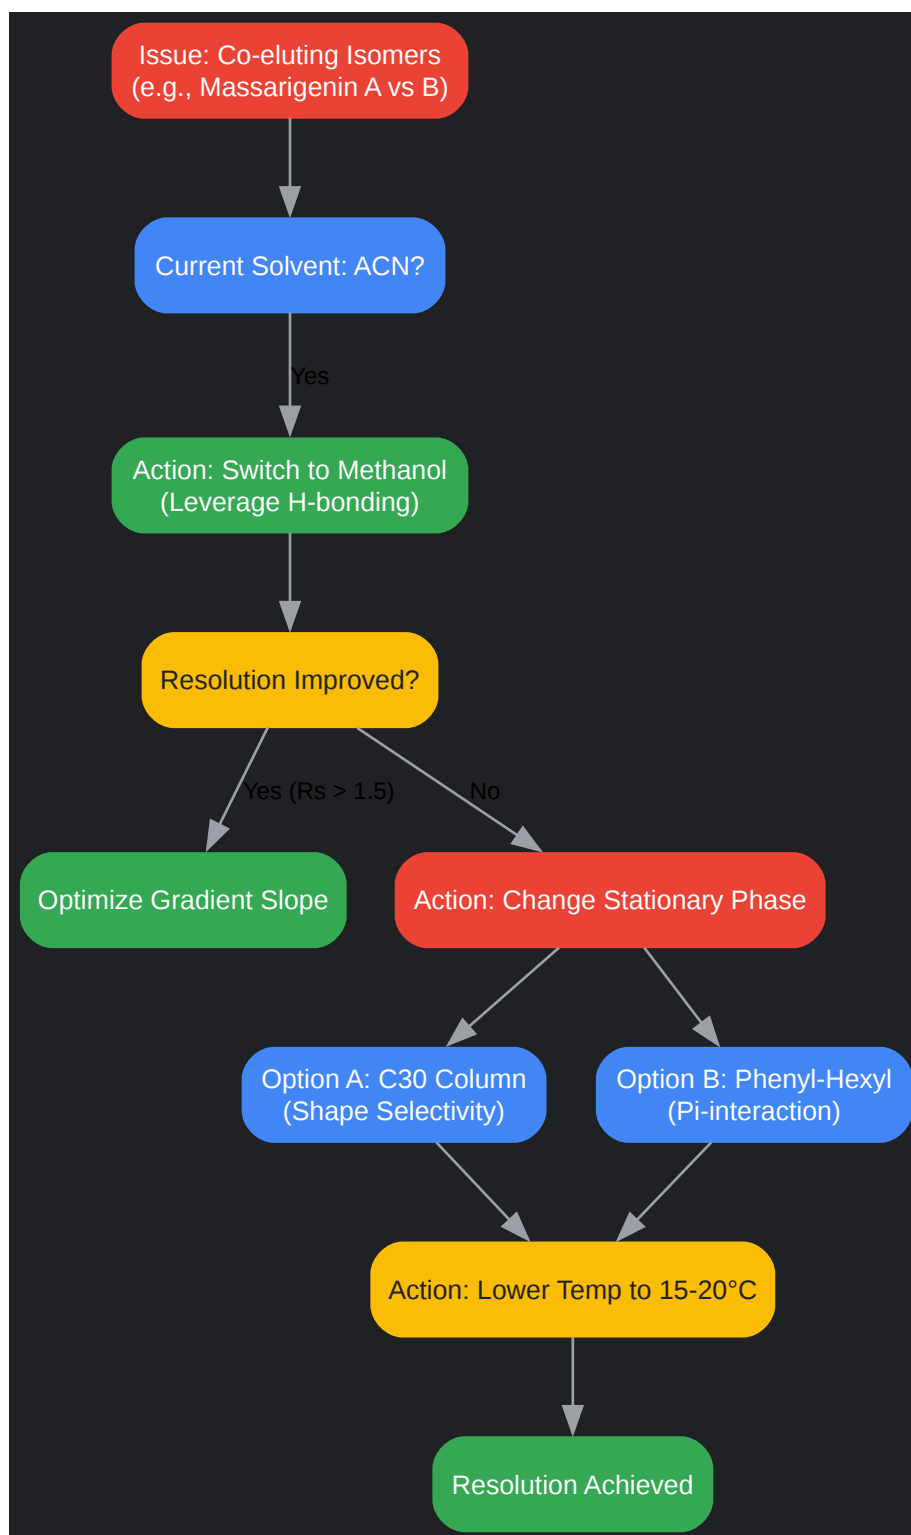 Issue: Co-eluting Isomers
(e.g., Massarigenin A vs B)
Current Solvent: ACN?
Yes
Action: Switch to Methanol
(Leverage H-bonding)
Resolution Improved?
Yes (Rs > 1.5)
No
Optimize Gradient Slope
Action: Change Stationary Phase
Option A: C30 Column
(Shape Selectivity)
Option B: Phenyl-Hexyl
(Pi-interaction)
Action: Lower Temp to 15-20°C
Resolution Achieved